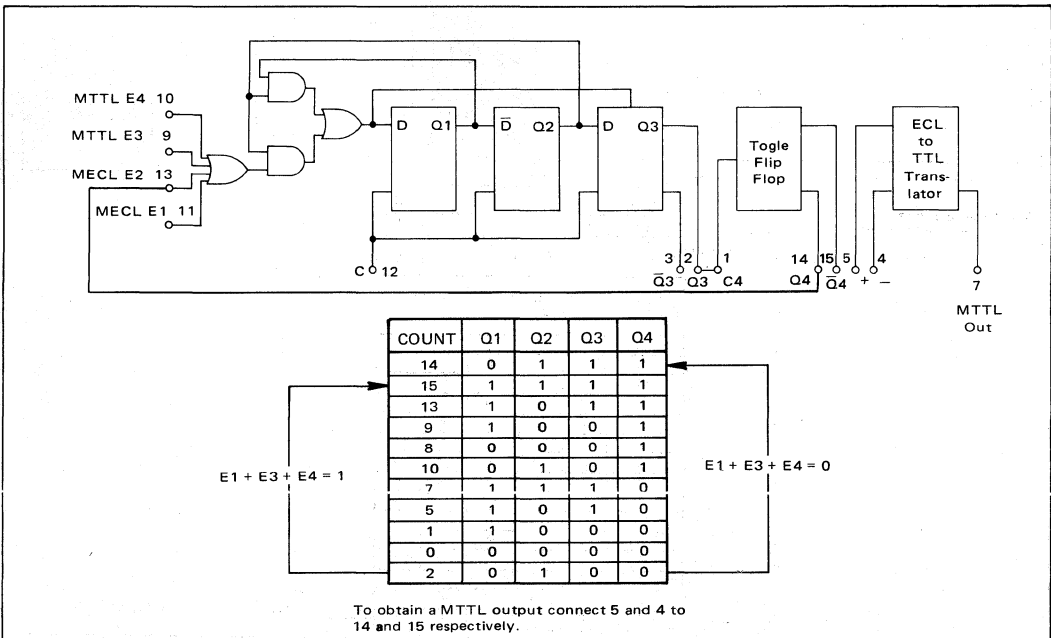 MTTL E4 10
MTTL E3 9
MECL E2 13
MECL E1 11
D Q1
D̅ Q2
D Q3
Togle
Flip
Flop
ECL
to
TTL
Trans-
lator
C 12
3 2 1 14 15 5 4
Q̅3 Q3 C4 Q4 Q̅4 + −
7
MTTL
Out
COUNT Q1 Q2 Q3 Q4
14 0 1 1 1
15 1 1 1 1
13 1 0 1 1
9 1 0 0 1
8 0 0 0 1
10 0 1 0 1
7 1 1 1 0
5 1 0 1 0
1 1 0 0 0
0 0 0 0 0
2 0 1 0 0
E1 + E3 + E4 = 1
E1 + E3 + E4 = 0
To obtain a MTTL output connect 5 and 4 to
14 and 15 respectively.